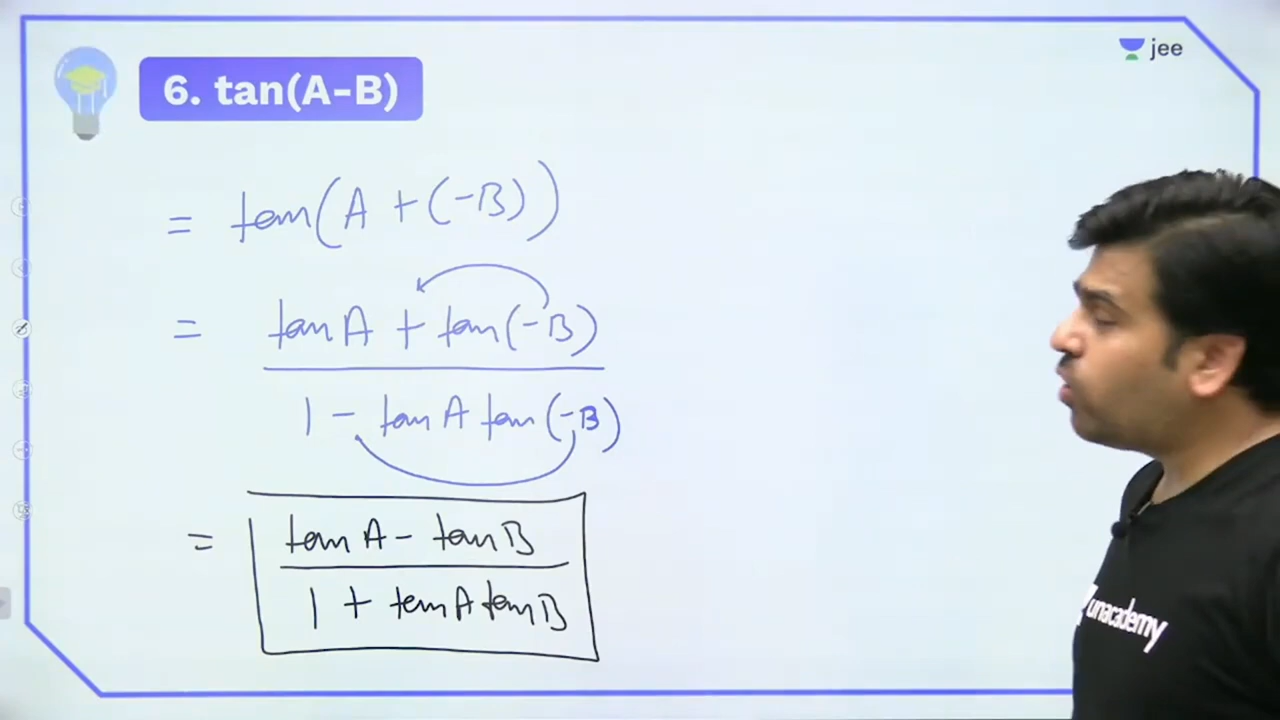 jee
6. tan(A-B)
= tan(A + (-B))
= tanA + tan(-B)
1 - tanA tan(-B)
= tanA - tanB
1 + tanA tanB
unacademy